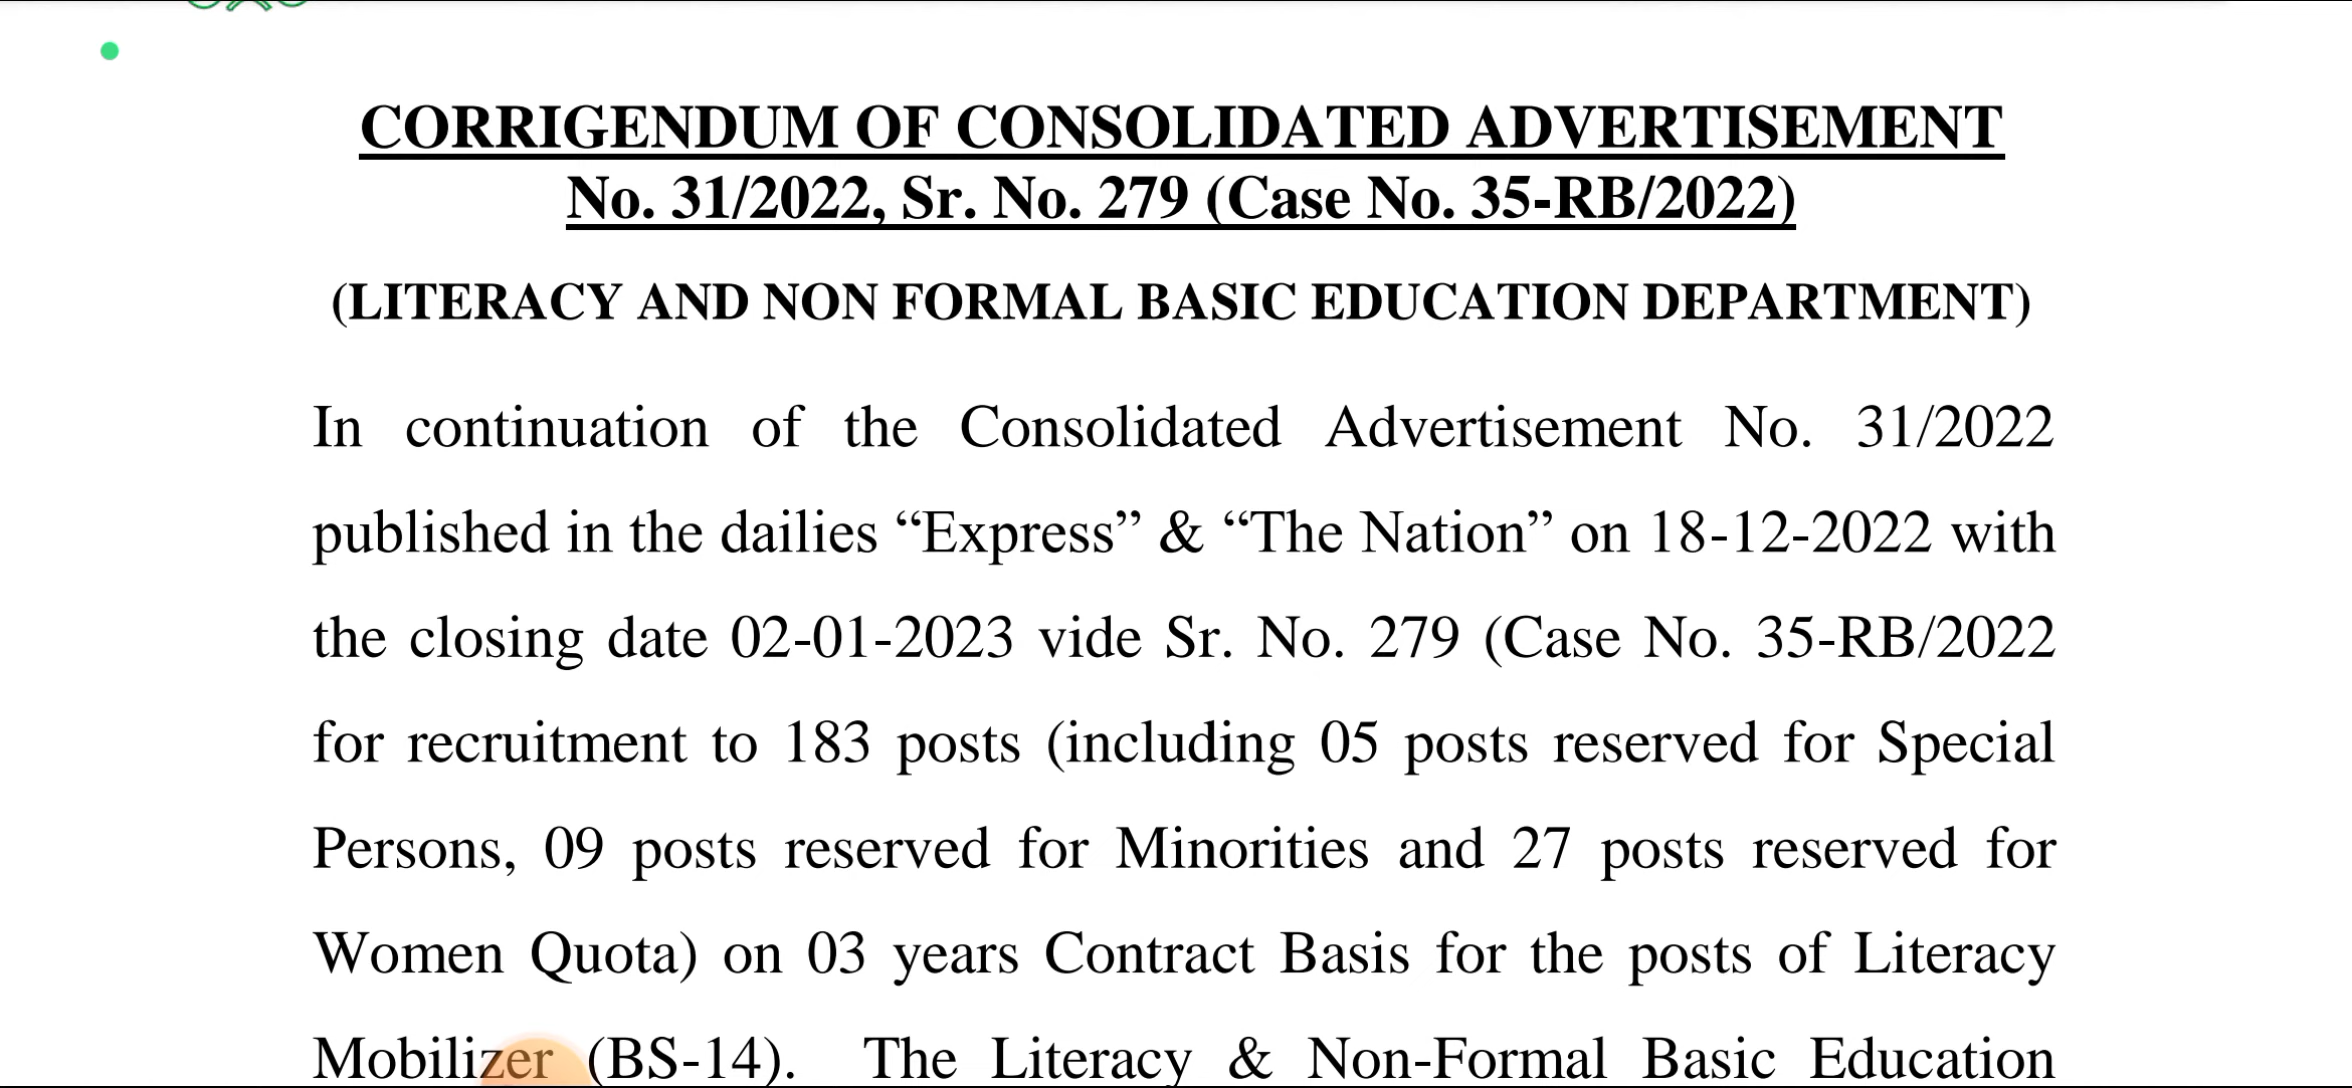 CORRIGENDUM OF CONSOLIDATED ADVERTISEMENT
No. 31/2022, Sr. No. 279 (Case No. 35-RB/2022)
(LITERACY AND NON FORMAL BASIC EDUCATION DEPARTMENT)
In continuation of the Consolidated Advertisement No. 31/2022
published in the dailies “Express” & “The Nation” on 18-12-2022 with
the closing date 02-01-2023 vide Sr. No. 279 (Case No. 35-RB/2022
for recruitment to 183 posts (including 05 posts reserved for Special
Persons, 09 posts reserved for Minorities and 27 posts reserved for
Women Quota) on 03 years Contract Basis for the posts of Literacy
Mobilizer (BS-14). The Literacy & Non-Formal Basic Education